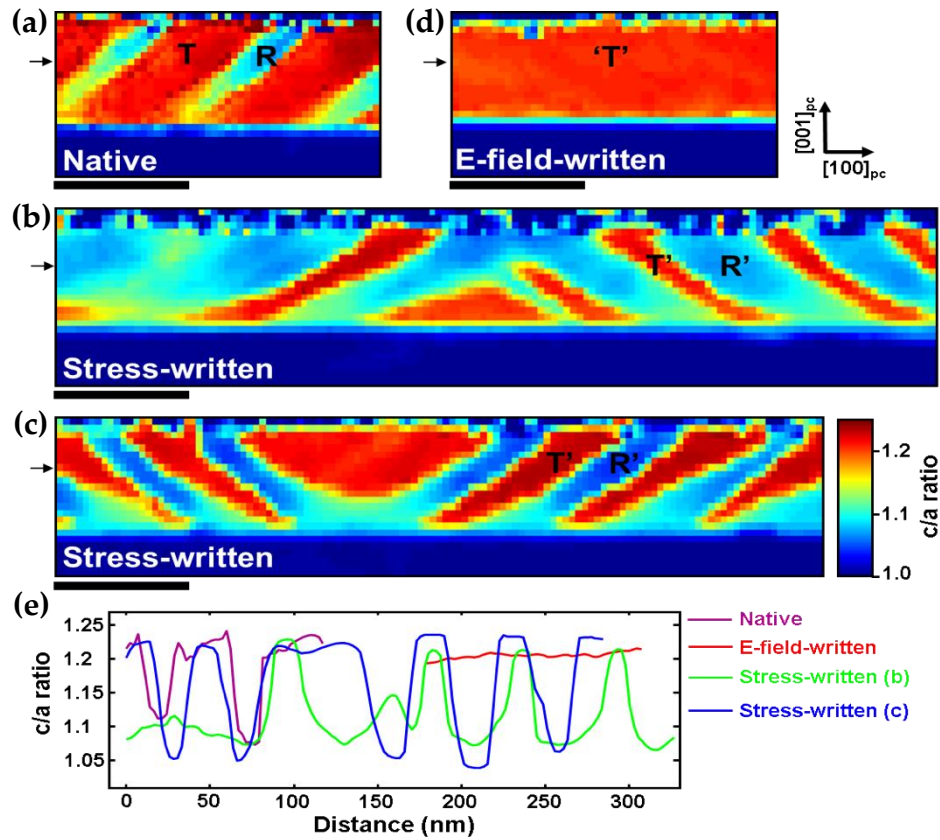 (a)
T
R
Native
(d)
'T'
E-field-written
[001]pc
[100]pc
(b)
T'
R'
Stress-written
(c)
T'
R'
Stress-written
1.2
1.1
1.0
c/a ratio
(e)
1.25
1.20
1.15
1.10
1.05
c/a ratio
0
50
100
150
200
250
300
Distance (nm)
Native
E-field-written
Stress-written (b)
Stress-written (c)